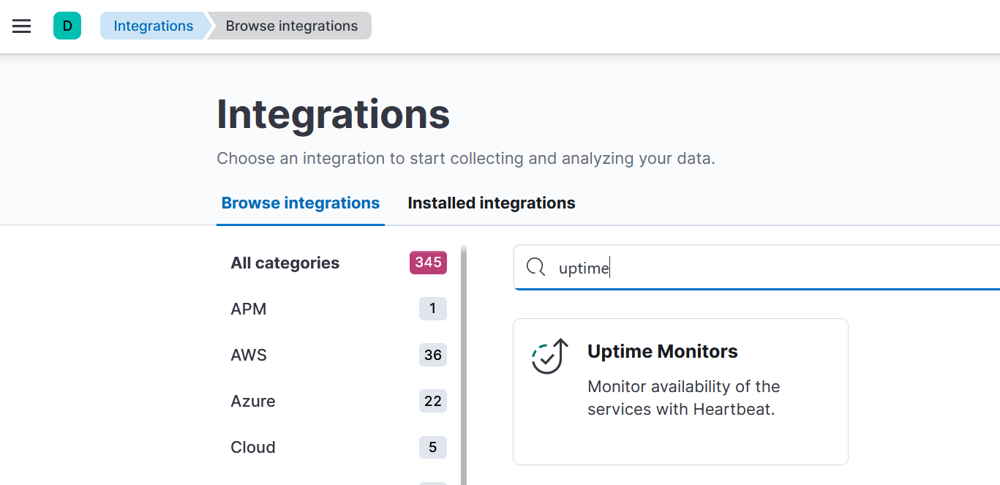 D
Integrations
Browse integrations
Integrations
Choose an integration to start collecting and analyzing your data.
Browse integrations
Installed integrations
All categories 345
APM 1
AWS 36
Azure 22
Cloud 5
uptime
Uptime Monitors
Monitor availability of the
services with Heartbeat.